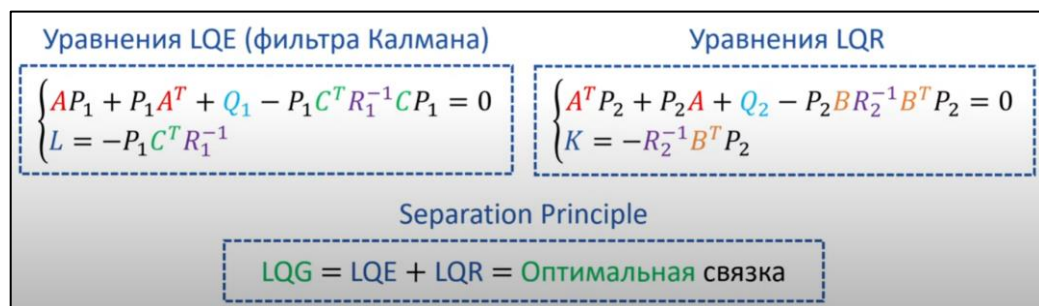 Уравнения LQE (фильтра Калмана)
AP₁ + P₁Aᵀ + Q₁ − P₁CᵀR₁⁻¹CP₁ = 0
L = −P₁CᵀR₁⁻¹
Уравнения LQR
AᵀP₂ + P₂A + Q₂ − P₂BR₂⁻¹BᵀP₂ = 0
K = −R₂⁻¹BᵀP₂
Separation Principle
LQG = LQE + LQR = Оптимальная связка